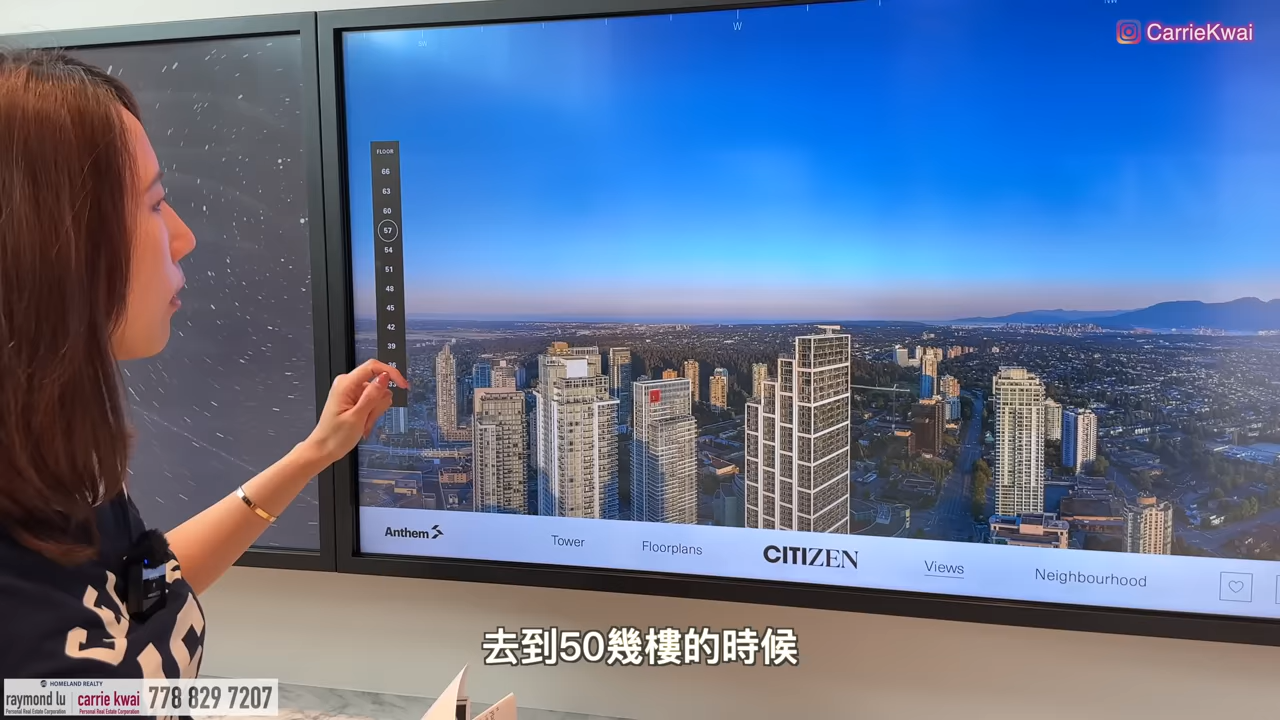 CarrieKwai
W
FLOOR
66
63
60
57
54
51
48
45
42
39
Anthem
Tower
Floorplans
CITIZEN
Views
Neighbourhood
去到50幾樓的時候
HOMELAND REALTY
raymond lu
Personal Real Estate Corporation
carrie kwai
Personal Real Estate Corporation
778 829 7207